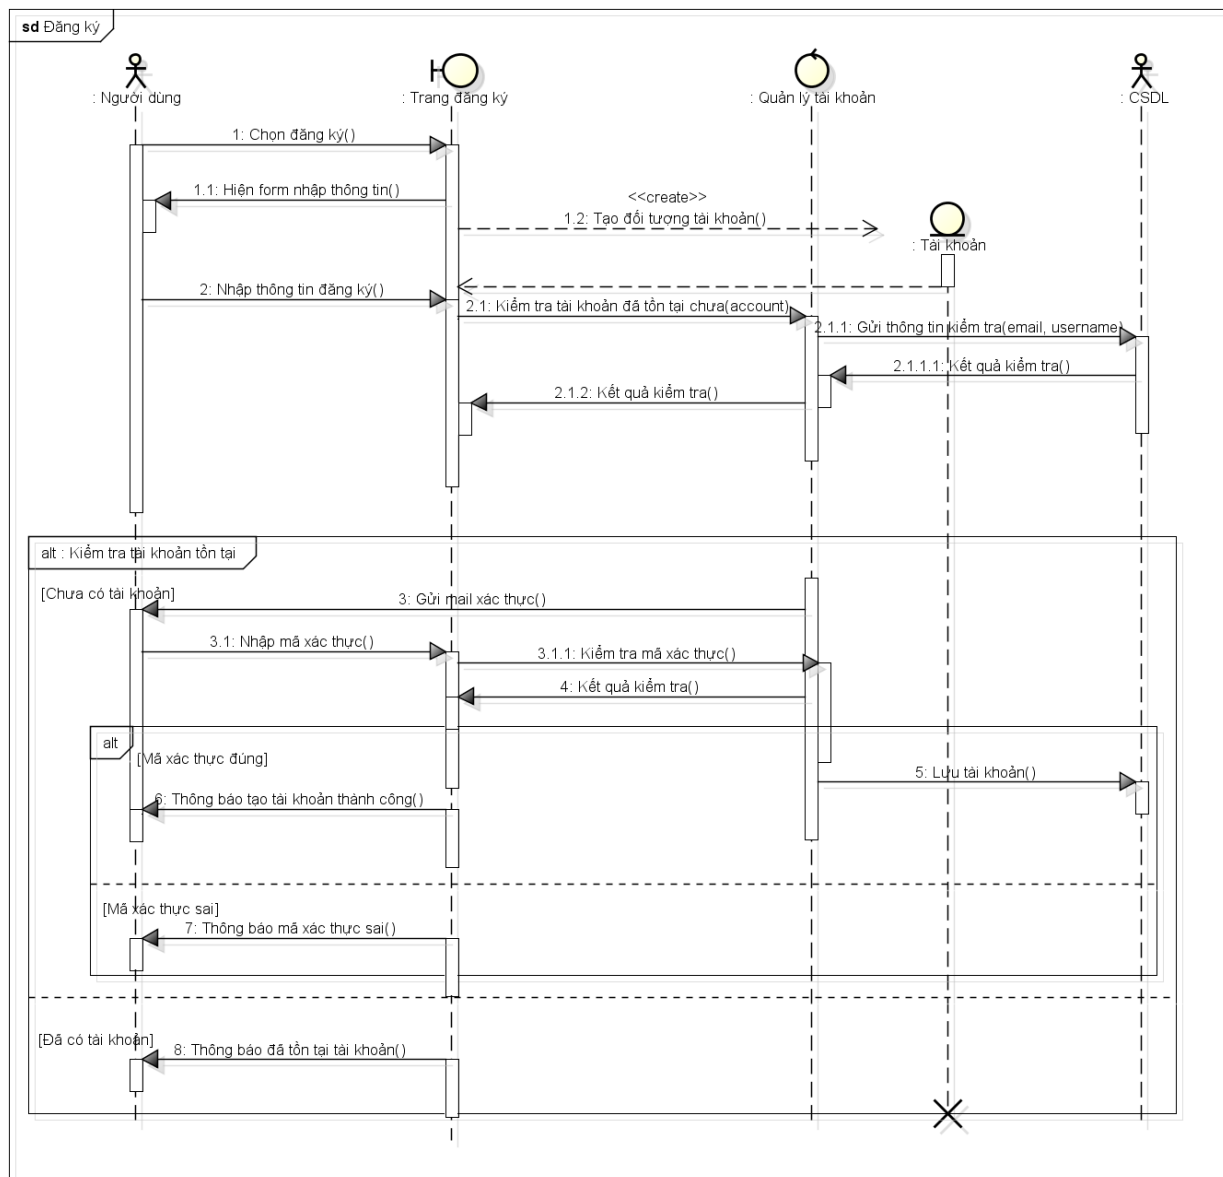 sd Đăng ký
: Người dùng
: Trang đăng ký
: Quản lý tài khoản
: CSDL
1: Chọn đăng ký()
1.1: Hiện form nhập thông tin()
<<create>>
1.2: Tạo đối tượng tài khoản()
: Tài khoản
2: Nhập thông tin đăng ký()
2.1: Kiểm tra tài khoản đã tồn tại chưa(account)
2.1.1: Gửi thông tin kiểm tra(email, username)
2.1.1.1: Kết quả kiểm tra()
2.1.2: Kết quả kiểm tra()
alt : Kiểm tra tài khoản tồn tại
[Chưa có tài khoản]
3: Gửi mail xác thực()
3.1: Nhập mã xác thực()
3.1.1: Kiểm tra mã xác thực()
4: Kết quả kiểm tra()
alt
[Mã xác thực đúng]
5: Lưu tài khoản()
6: Thông báo tạo tài khoản thành công()
[Mã xác thực sai]
7: Thông báo mã xác thực sai()
[Đã có tài khoản]
8: Thông báo đã tồn tại tài khoản()